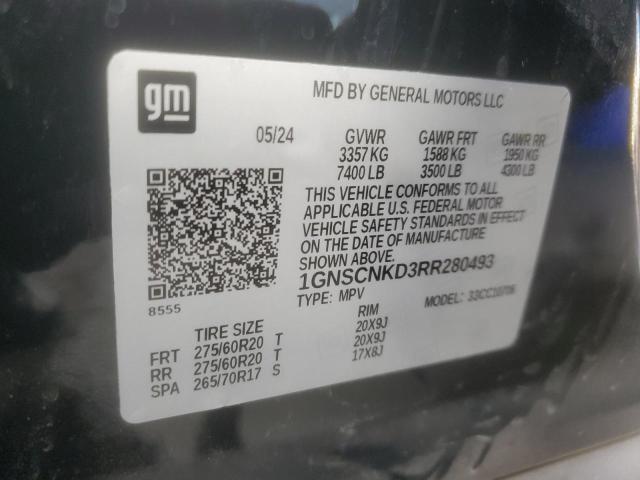 gm
MFD BY GENERAL MOTORS LLC
05/24 GVWR GAWR FRT GAWR RR
3357 KG 1588 KG 1950 KG
7400 LB 3500 LB 4300 LB
THIS VEHICLE CONFORMS TO ALL
APPLICABLE U.S. FEDERAL MOTOR
VEHICLE SAFETY STANDARDS IN EFFECT
ON THE DATE OF MANUFACTURE
SHOWN ABOVE.
1GNSCNKD3RR280493
TYPE: MPV MODEL: 33CC10706
8555
TIRE SIZE RIM
FRT 275/60R20 T 20X9J
RR 275/60R20 T 20X9J
SPA 265/70R17 S 17X8J